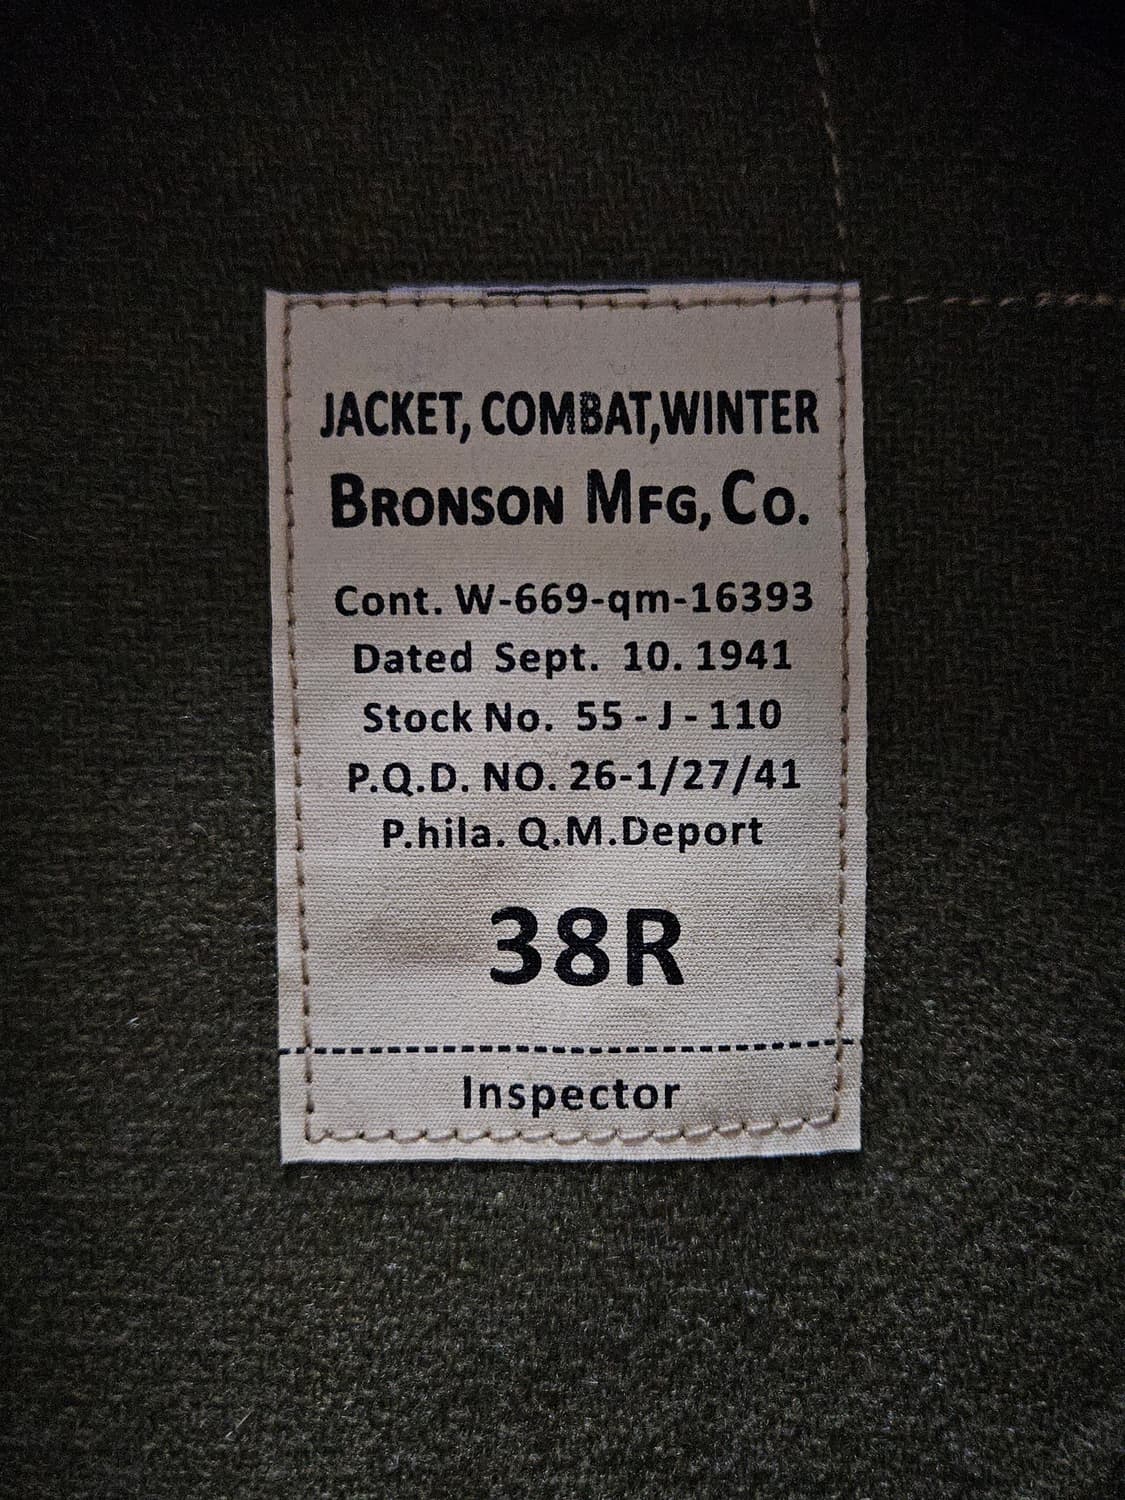 JACKET, COMBAT,WINTER
BRONSON MFG, CO.
Cont. W-669-qm-16393
Dated Sept. 10. 1941
Stock No. 55 - J - 110
P.Q.D. NO. 26-1/27/41
P.hila. Q.M.Deport
38R
Inspector